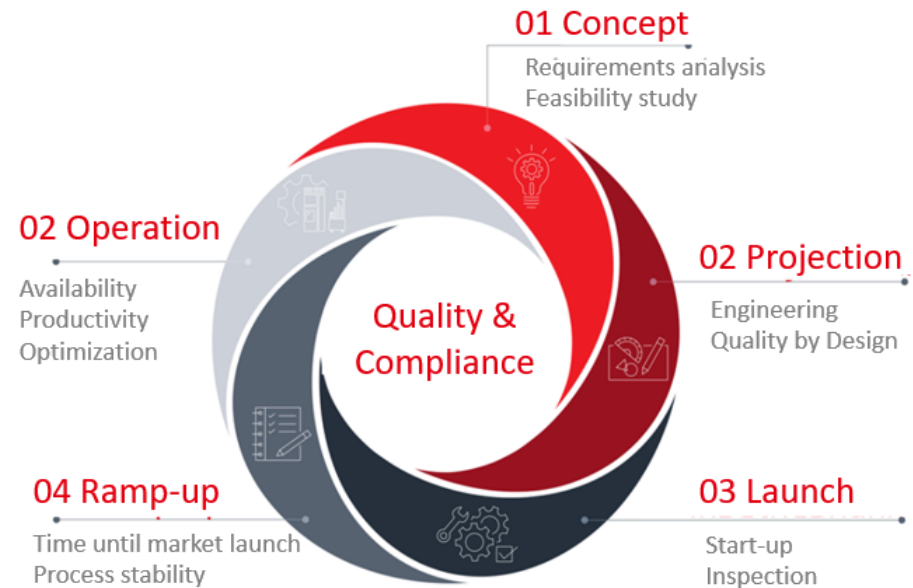 01 Concept
Requirements analysis
Feasibility study
02 Projection
Engineering
Quality by Design
03 Launch
Start-up
Inspection
04 Ramp-up
Time until market launch
Process stability
02 Operation
Availability
Productivity
Optimization
Quality &
Compliance